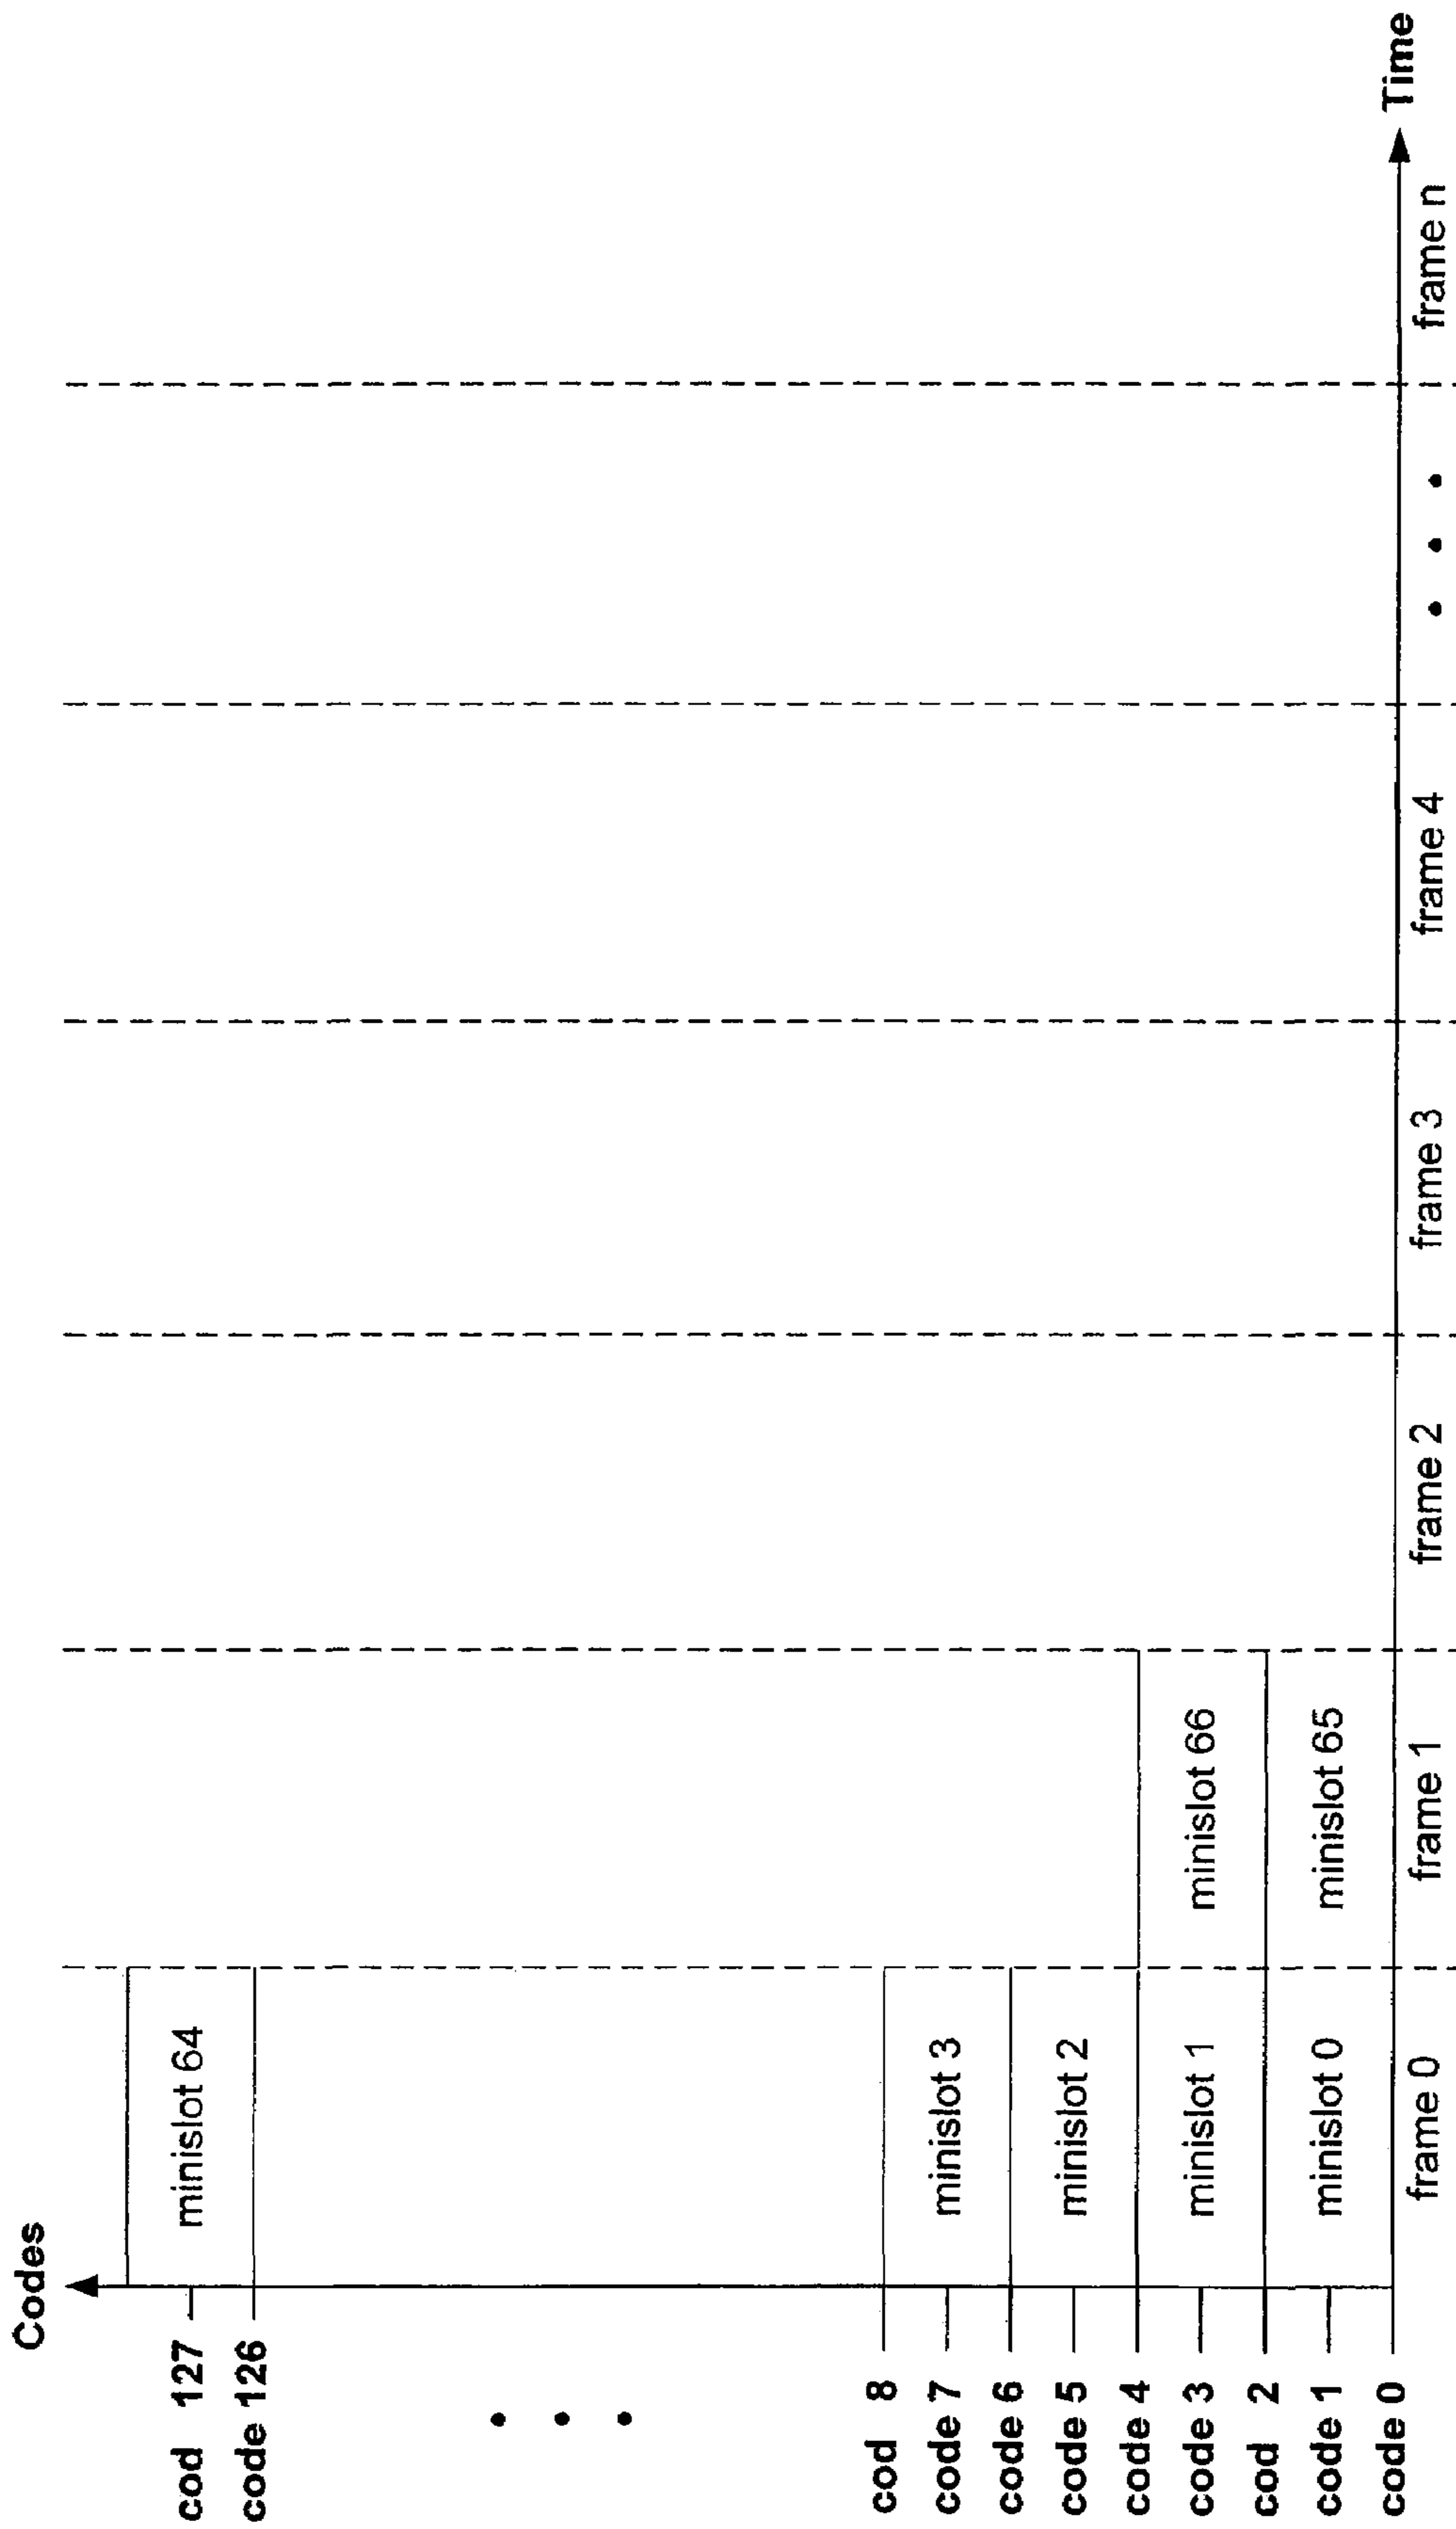 Codes
cod 127
code 126
cod 8
code 7
code 6
code 5
code 4
code 3
cod 2
code 1
code 0
minislot 64
minislot 3
minislot 2
minislot 1
minislot 66
minislot 0
minislot 65
frame 0
frame 1
frame 2
frame 3
frame 4
frame n
Time